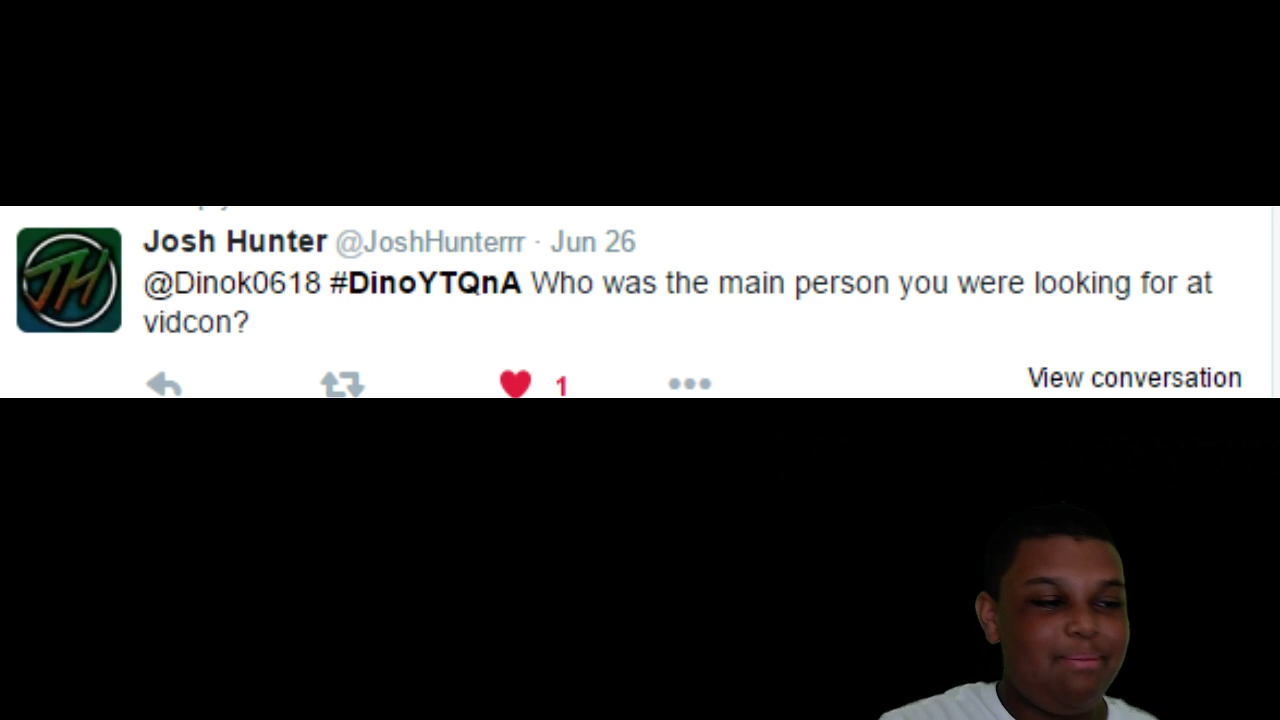 Josh Hunter @JoshHunterrr · Jun 26
@Dinok0618 #DinoYTQnA Who was the main person you were looking for at
vidcon?
1
View conversation
JH